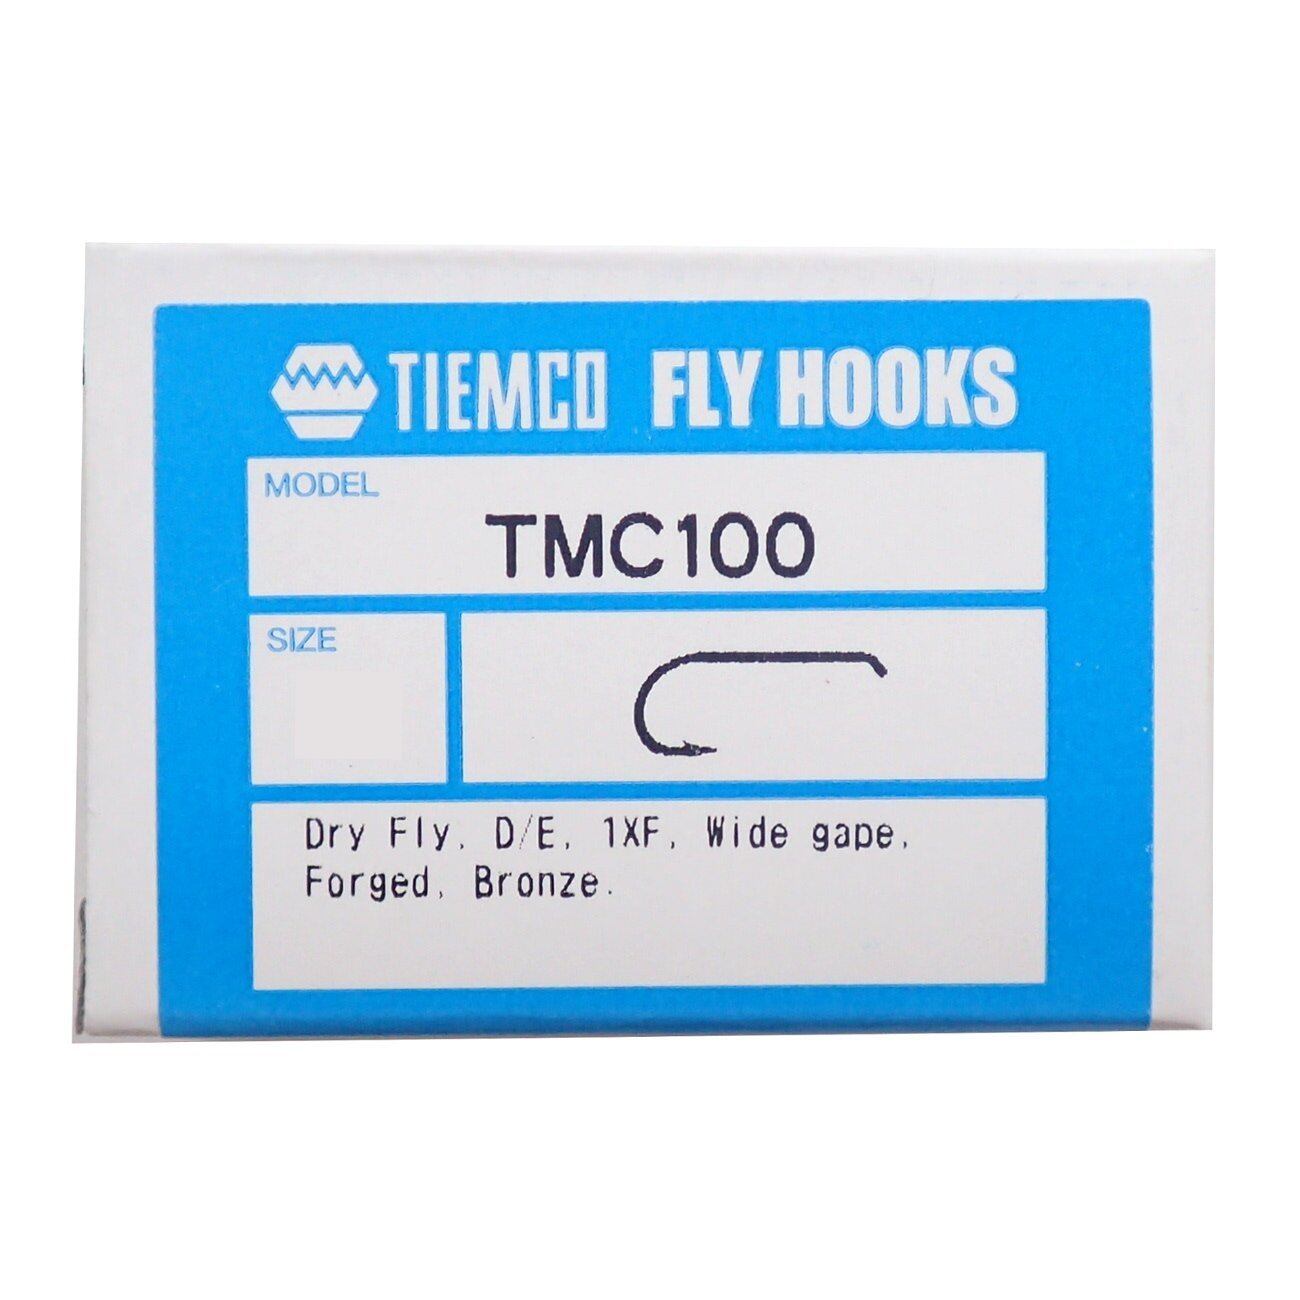 TIEMCO FLY HOOKS
MODEL
TMC100
SIZE
Dry Fly, D/E, 1XF, Wide gape,
Forged, Bronze.